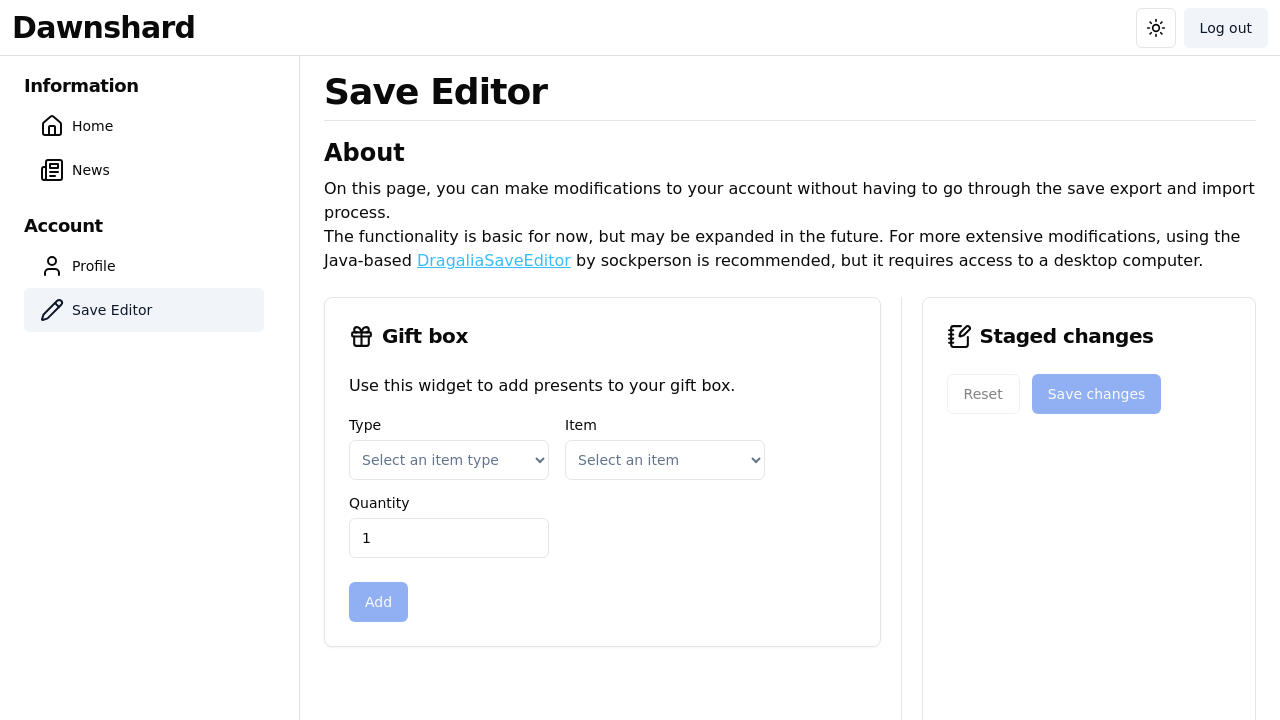 Dawnshard
Log out
Information
Home
News
Account
Profile
Save Editor
Save Editor
About
On this page, you can make modifications to your account without having to go through the save export and import
process.
The functionality is basic for now, but may be expanded in the future. For more extensive modifications, using the
Java-based DragaliaSaveEditor by sockperson is recommended, but it requires access to a desktop computer.
Gift box
Use this widget to add presents to your gift box.
Type
Item
Select an item type
Select an item
Quantity
1
Add
Staged changes
Reset
Save changes